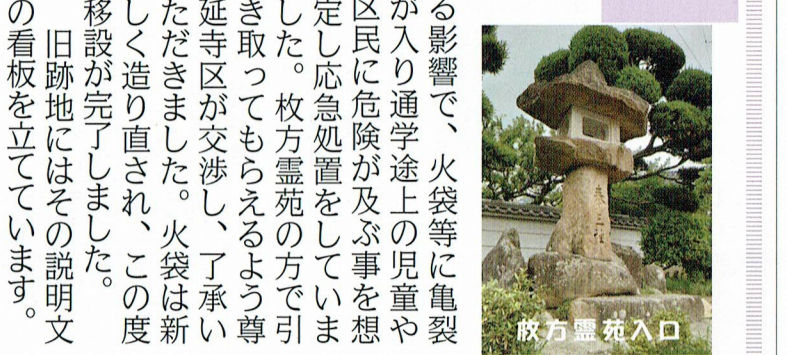 枚方霊苑入口
る影響で、火袋等に亀裂
が入り通学途上の児童や
区民に危険が及ぶ事を想
定し応急処置をしていま
した。枚方霊苑の方で引
き取ってもらえるよう尊
延寺区が交渉し、了承い
ただきました。火袋は新
しく造り直され、この度
移設が完了しました。
旧跡地にはその説明文
の看板を立てています。